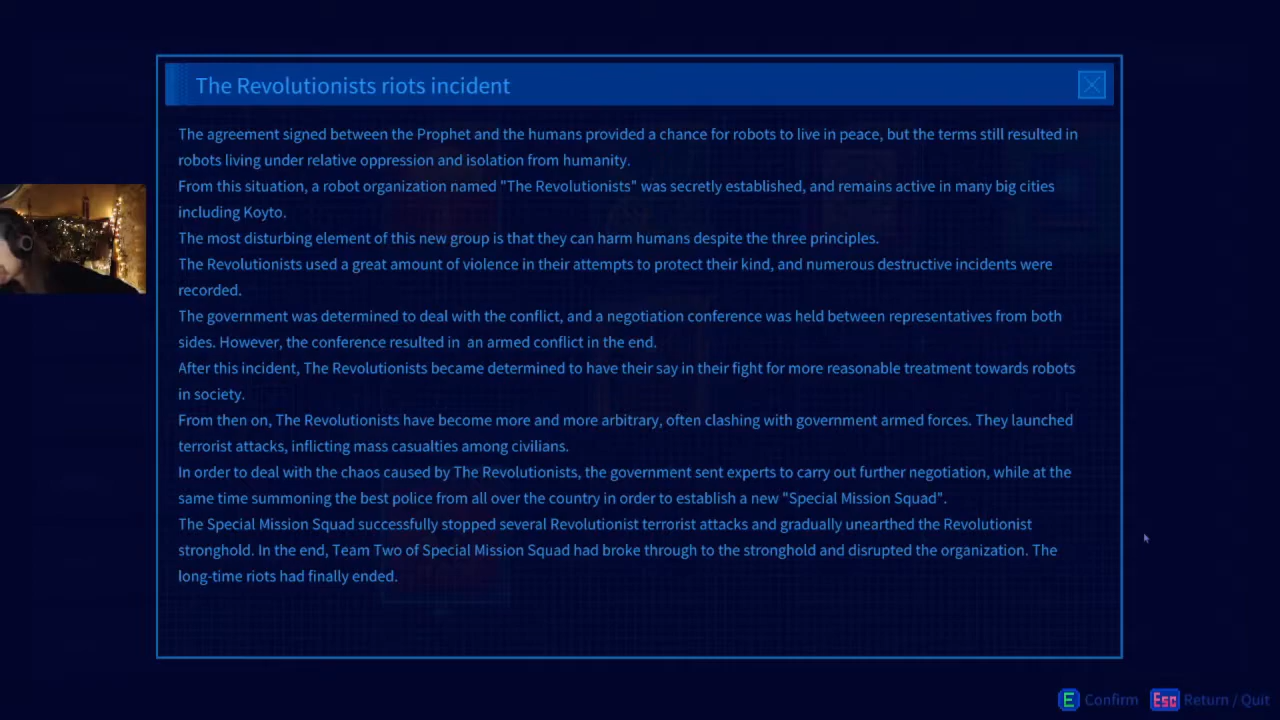 The Revolutionists riots incident
The agreement signed between the Prophet and the humans provided a chance for robots to live in peace, but the terms still resulted in
robots living under relative oppression and isolation from humanity.
From this situation, a robot organization named "The Revolutionists" was secretly established, and remains active in many big cities
including Koyto.
The most disturbing element of this new group is that they can harm humans despite the three principles.
The Revolutionists used a great amount of violence in their attempts to protect their kind, and numerous destructive incidents were
recorded.
The government was determined to deal with the conflict, and a negotiation conference was held between representatives from both
sides. However, the conference resulted in  an armed conflict in the end.
After this incident, The Revolutionists became determined to have their say in their fight for more reasonable treatment towards robots
in society.
From then on, The Revolutionists have become more and more arbitrary, often clashing with government armed forces. They launched
terrorist attacks, inflicting mass casualties among civilians.
In order to deal with the chaos caused by The Revolutionists, the government sent experts to carry out further negotiation, while at the
same time summoning the best police from all over the country in order to establish a new "Special Mission Squad".
The Special Mission Squad successfully stopped several Revolutionist terrorist attacks and gradually unearthed the Revolutionist
stronghold. In the end, Team Two of Special Mission Squad had broke through to the stronghold and disrupted the organization. The
long-time riots had finally ended.
E Confirm Esc Return / Quit